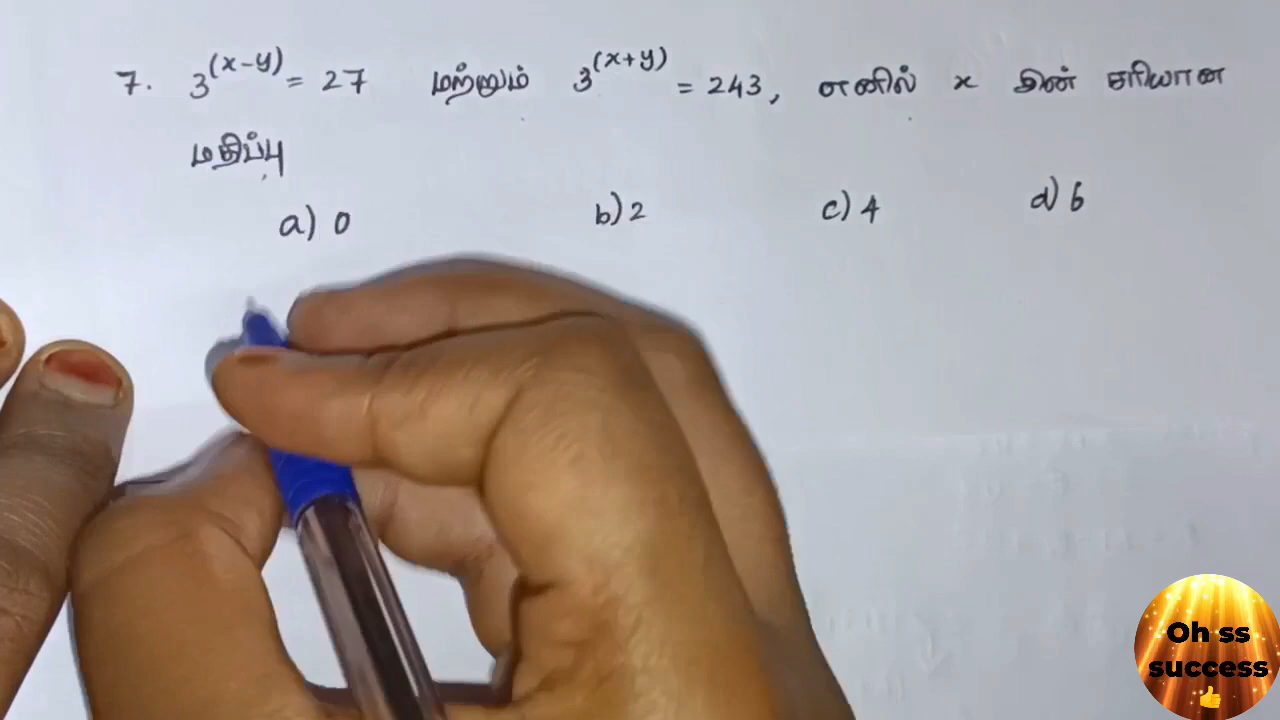 7. 3^(x-y) = 27 மற்றும் 3^(x+y) = 243, எனில் x இன் சரியான
மதிப்பு
a) 0 b) 2 c) 4 d) 6
Oh ss
success